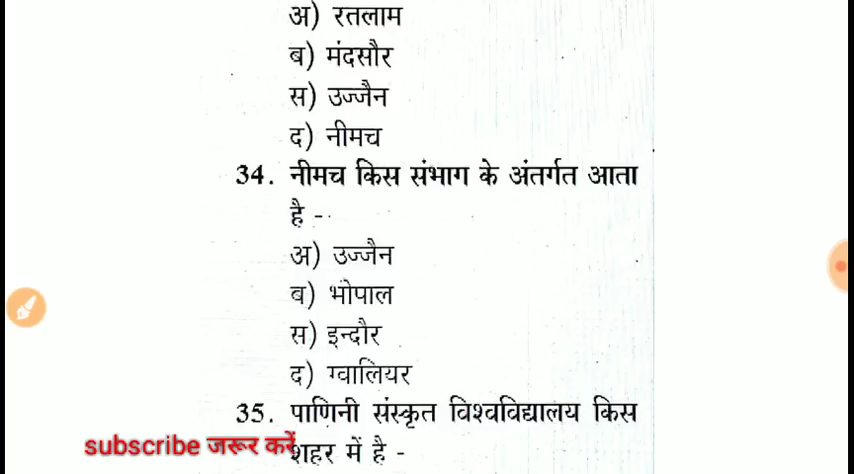 अ) रतलाम
ब) मंदसौर
स) उज्जैन
द) नीमच
34. नीमच किस संभाग के अंतर्गत आता
है -
अ) उज्जैन
ब) भोपाल
स) इन्दौर
द) ग्वालियर
35. पाणिनी संस्कृत विश्वविद्यालय किस
subscribe जरूर करें
शहर में है -